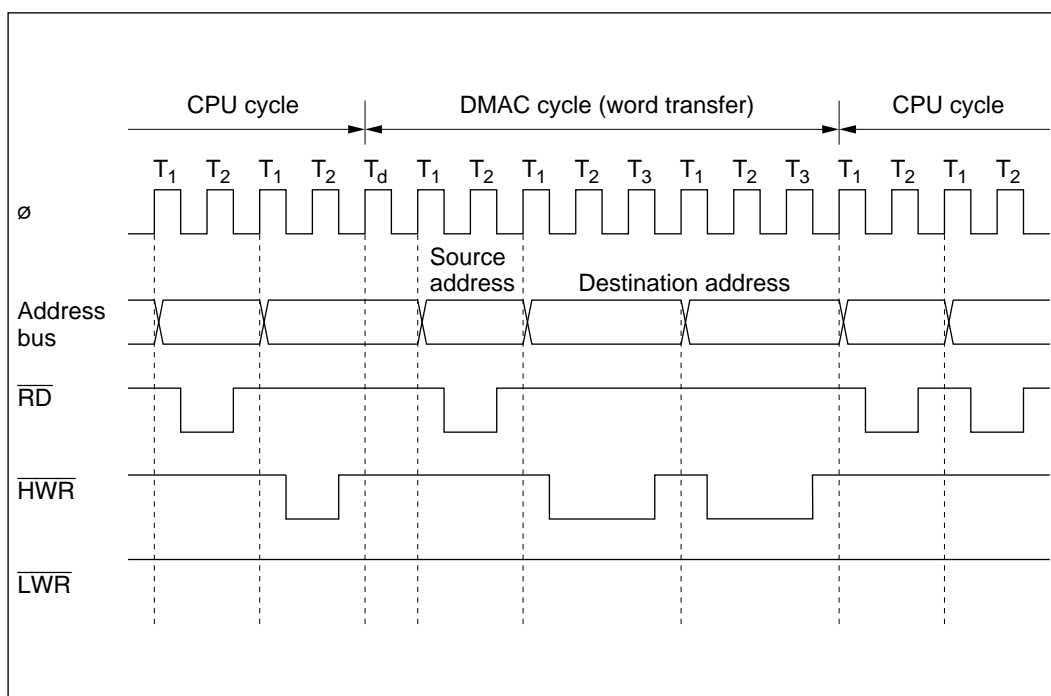 CPU cycle DMAC cycle (word transfer) CPU cycle
T1 T2 T1 T2 Td T1 T2 T1 T2 T3 T1 T2 T3 T1 T2 T1 T2
ø
Source
address Destination address
Address
bus
RD
HWR
LWR